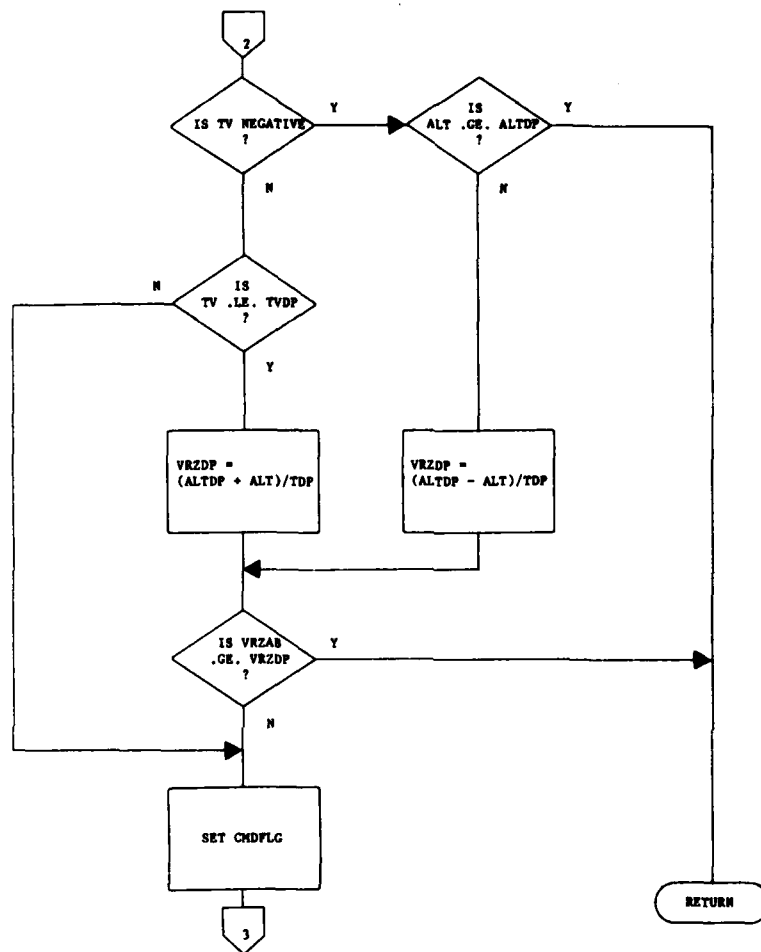 2
IS TV NEGATIVE
?
Y
N
IS
ALT .GE. ALTDP
?
Y
N
N
IS
TV .LE. TVDP
?
Y
VRZDP =
(ALTDP + ALT)/TDP
VRZDP =
(ALTDP - ALT)/TDP
IS VRZAB
.GE. VRZDP
?
Y
N
SET CMDFLG
3
RETURN